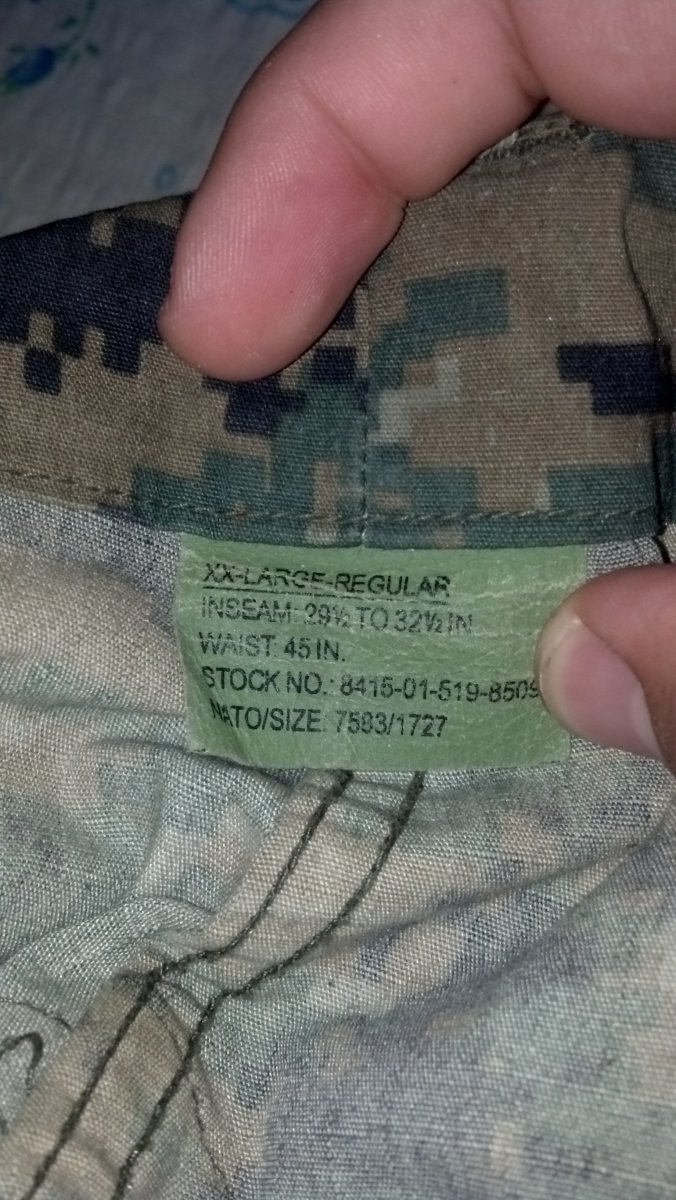 XX-LARGE-REGULAR
INSEAM: 29½ TO 32½ IN.
WAIST: 45 IN.
STOCK NO.: 8415-01-519-8509
NATO/SIZE: 7583/1727